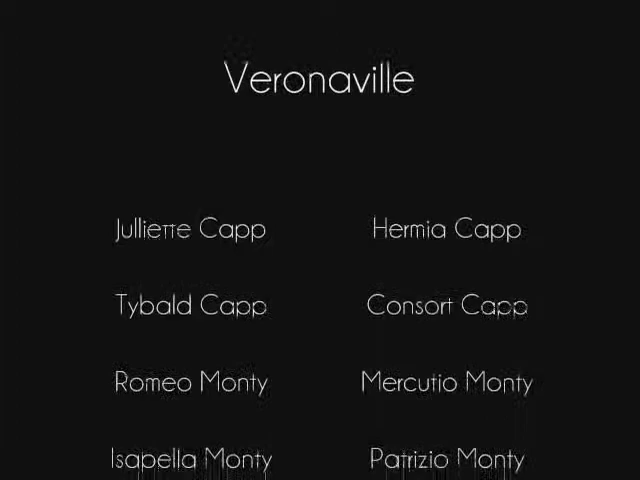 Veronaville
Julliette Capp Hermia Capp
Tybald Capp Consort Capp
Romeo Monty Mercutio Monty
Isapella Monty Patrizio Monty